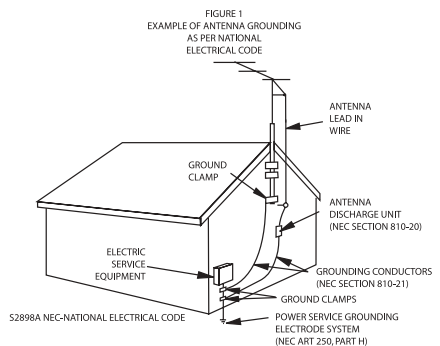 FIGURE 1
EXAMPLE OF ANTENNA GROUNDING
AS PER NATIONAL
ELECTRICAL CODE
ANTENNA
LEAD IN
WIRE
GROUND
CLAMP
ANTENNA
DISCHARGE UNIT
(NEC SECTION 810-20)
ELECTRIC
SERVICE
EQUIPMENT
GROUNDING CONDUCTORS
(NEC SECTION 810-21)
GROUND CLAMPS
S2898A NEC–NATIONAL ELECTRICAL CODE
POWER SERVICE GROUNDING
ELECTRODE SYSTEM
(NEC ART 250, PART H)